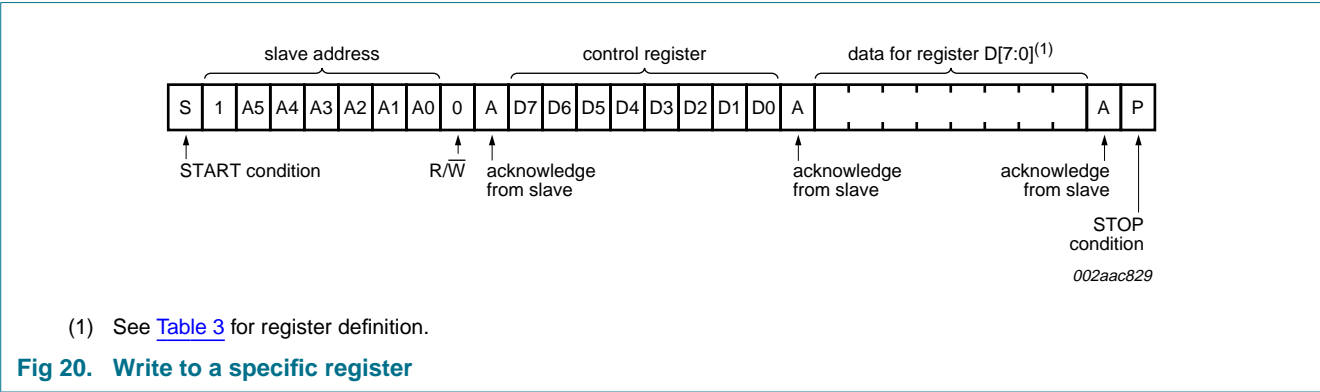 slave address control register data for register D[7:0](1)
S 1 A5 A4 A3 A2 A1 A0 0 A D7 D6 D5 D4 D3 D2 D1 D0 A A P
START condition R/W̅ acknowledge from slave acknowledge from slave acknowledge from slave
STOP condition
002aac829
(1) See Table 3 for register definition.
Fig 20. Write to a specific register